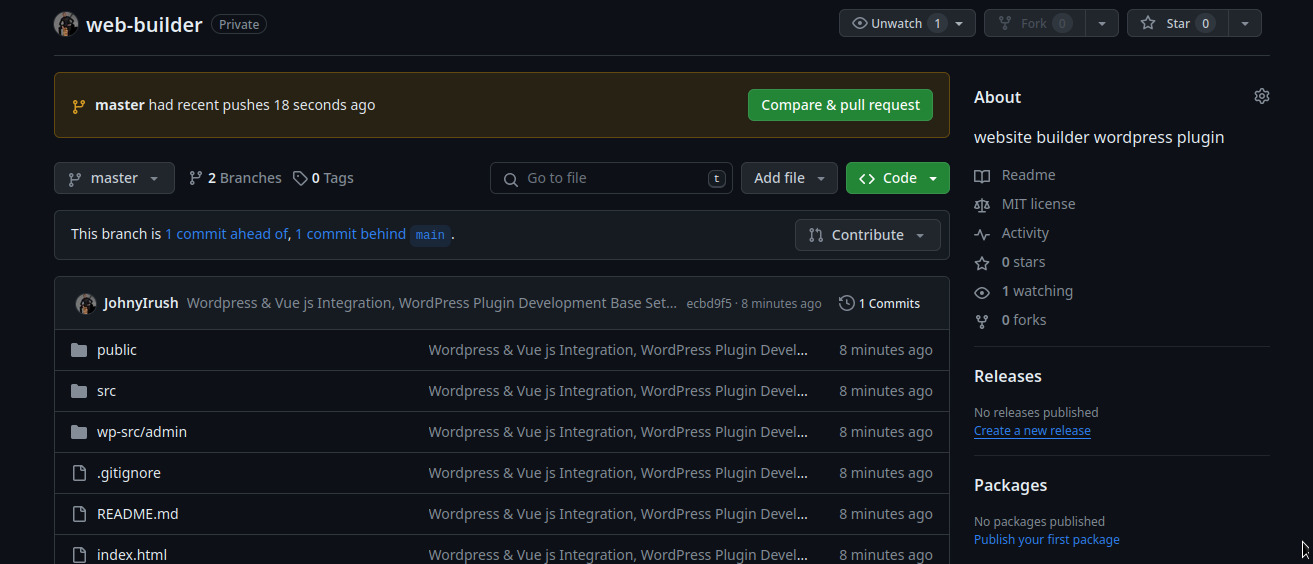 web-builder Private Unwatch 1 Fork 0 Star 0
master had recent pushes 18 seconds ago Compare & pull request
master 2 Branches 0 Tags Go to file t Add file Code
This branch is 1 commit ahead of, 1 commit behind main . Contribute
JohnyIrush Wordpress & Vue js Integration, WordPress Plugin Development Base Set... ecbd9f5 · 8 minutes ago 1 Commits
public Wordpress & Vue js Integration, WordPress Plugin Devel... 8 minutes ago
src Wordpress & Vue js Integration, WordPress Plugin Devel... 8 minutes ago
wp-src/admin Wordpress & Vue js Integration, WordPress Plugin Devel... 8 minutes ago
.gitignore Wordpress & Vue js Integration, WordPress Plugin Devel... 8 minutes ago
README.md Wordpress & Vue js Integration, WordPress Plugin Devel... 8 minutes ago
index.html Wordpress & Vue js Integration, WordPress Plugin Devel... 8 minutes ago
About
website builder wordpress plugin
Readme
MIT license
Activity
0 stars
1 watching
0 forks
Releases
No releases published
Create a new release
Packages
No packages published
Publish your first package